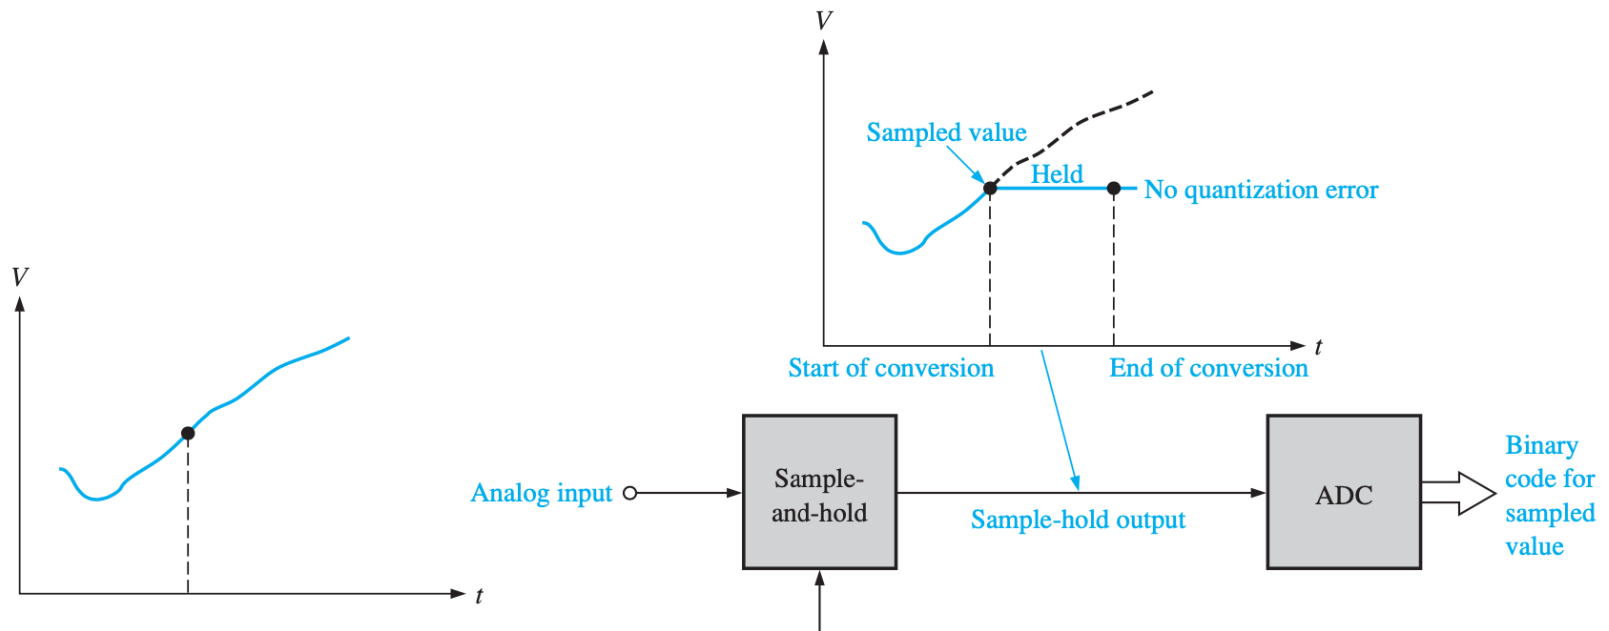 V
Sampled value
Held
No quantization error
t
Start of conversion
End of conversion
V
t
Analog input
Sample-
and-hold
Sample-hold output
ADC
Binary
code for
sampled
value